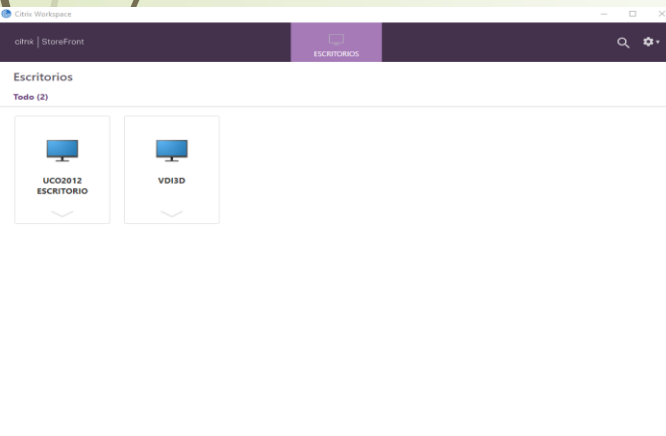 Citrix Workspace
citrix | StoreFront
ESCRITORIOS
Escritorios
Todo (2)
UCO2012
ESCRITORIO
VDI3D